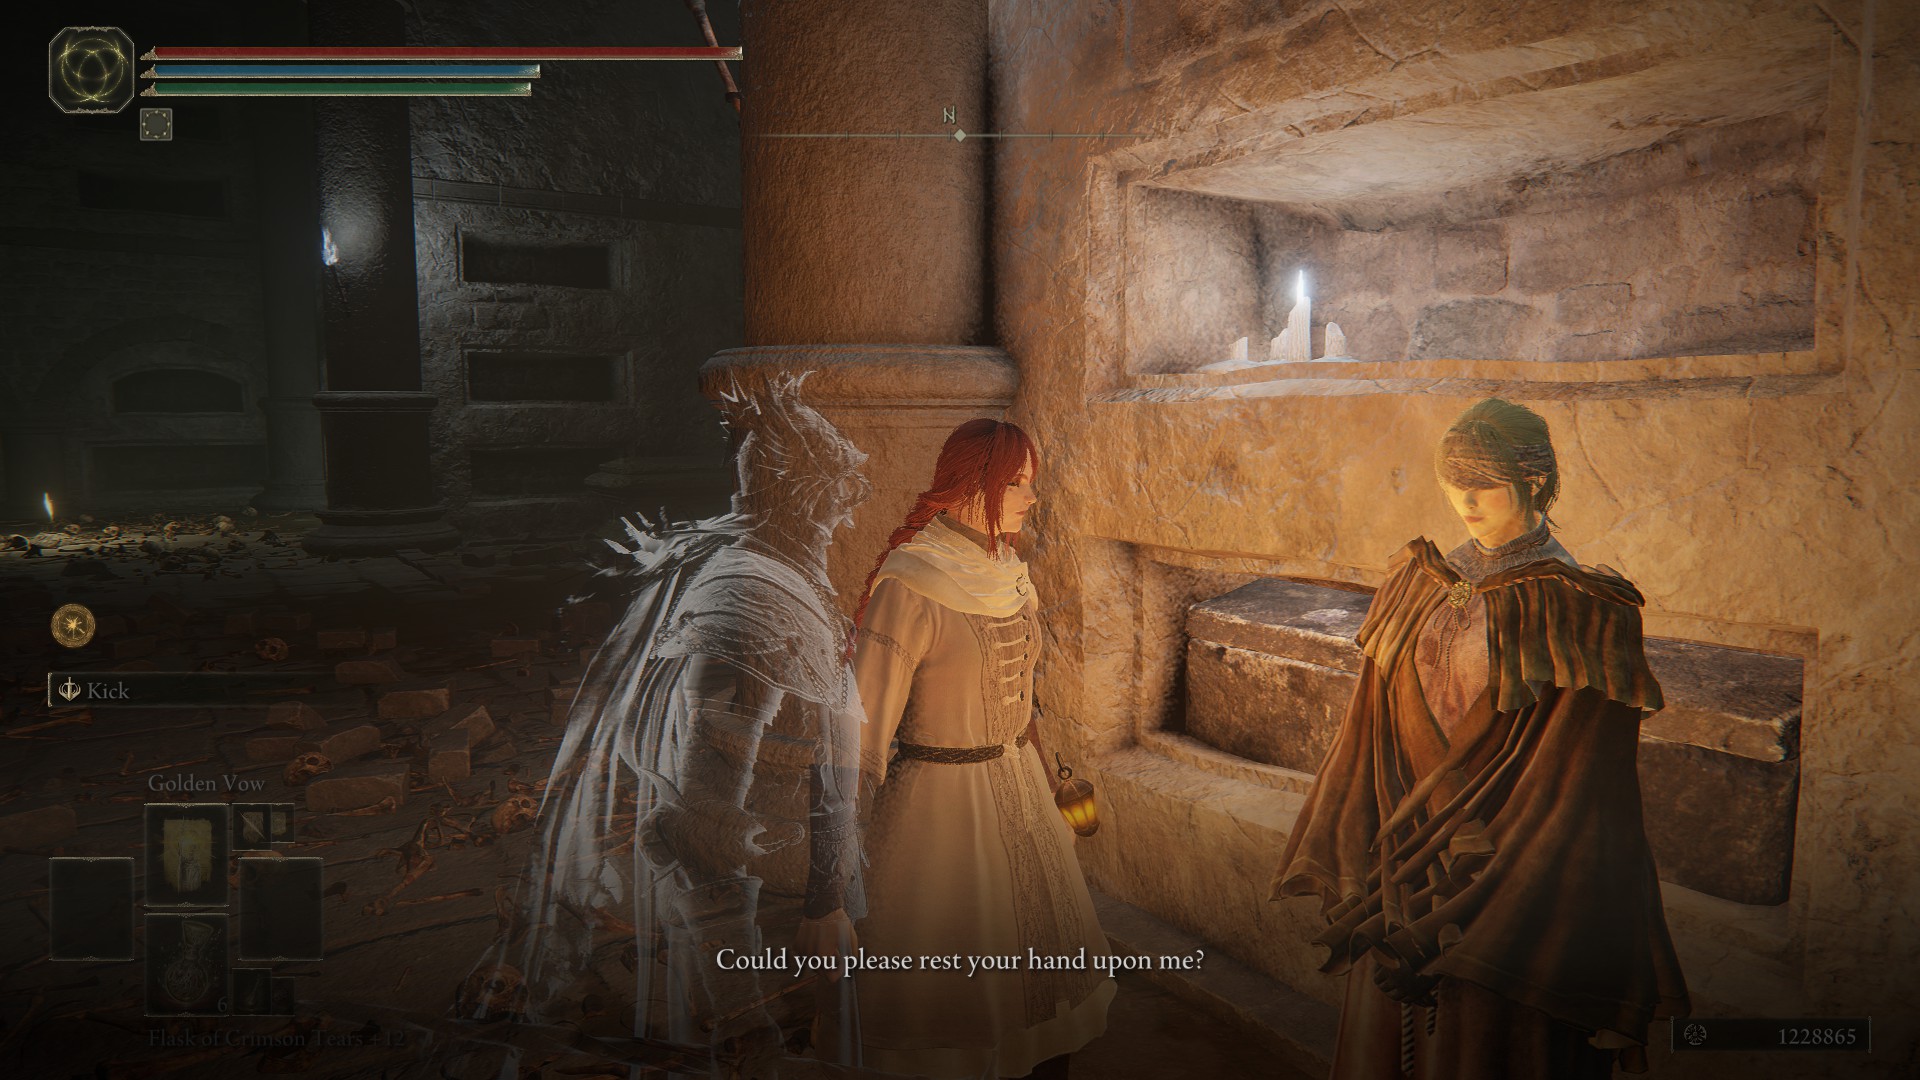 N
Kick
Golden Vow
6
Could you please rest your hand upon me?
Flask of Crimson Tears +12
1228865